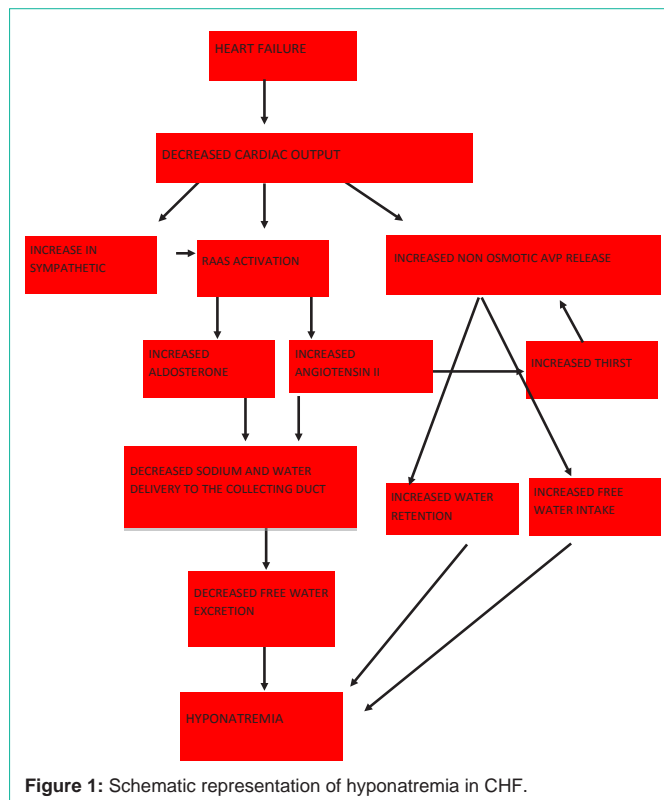 HEART FAILURE
DECREASED CARDIAC OUTPUT
INCREASE IN
SYMPATHETIC
RAAS ACTIVATION
INCREASED NON OSMOTIC AVP RELEASE
INCREASED
ALDOSTERONE
INCREASED
ANGIOTENSIN II
INCREASED THIRST
DECREASED SODIUM AND WATER
DELIVERY TO THE COLLECTING DUCT
INCREASED WATER
RETENTION
INCREASED FREE
WATER INTAKE
DECREASED FREE WATER
EXCRETION
HYPONATREMIA
Figure 1: Schematic representation of hyponatremia in CHF.